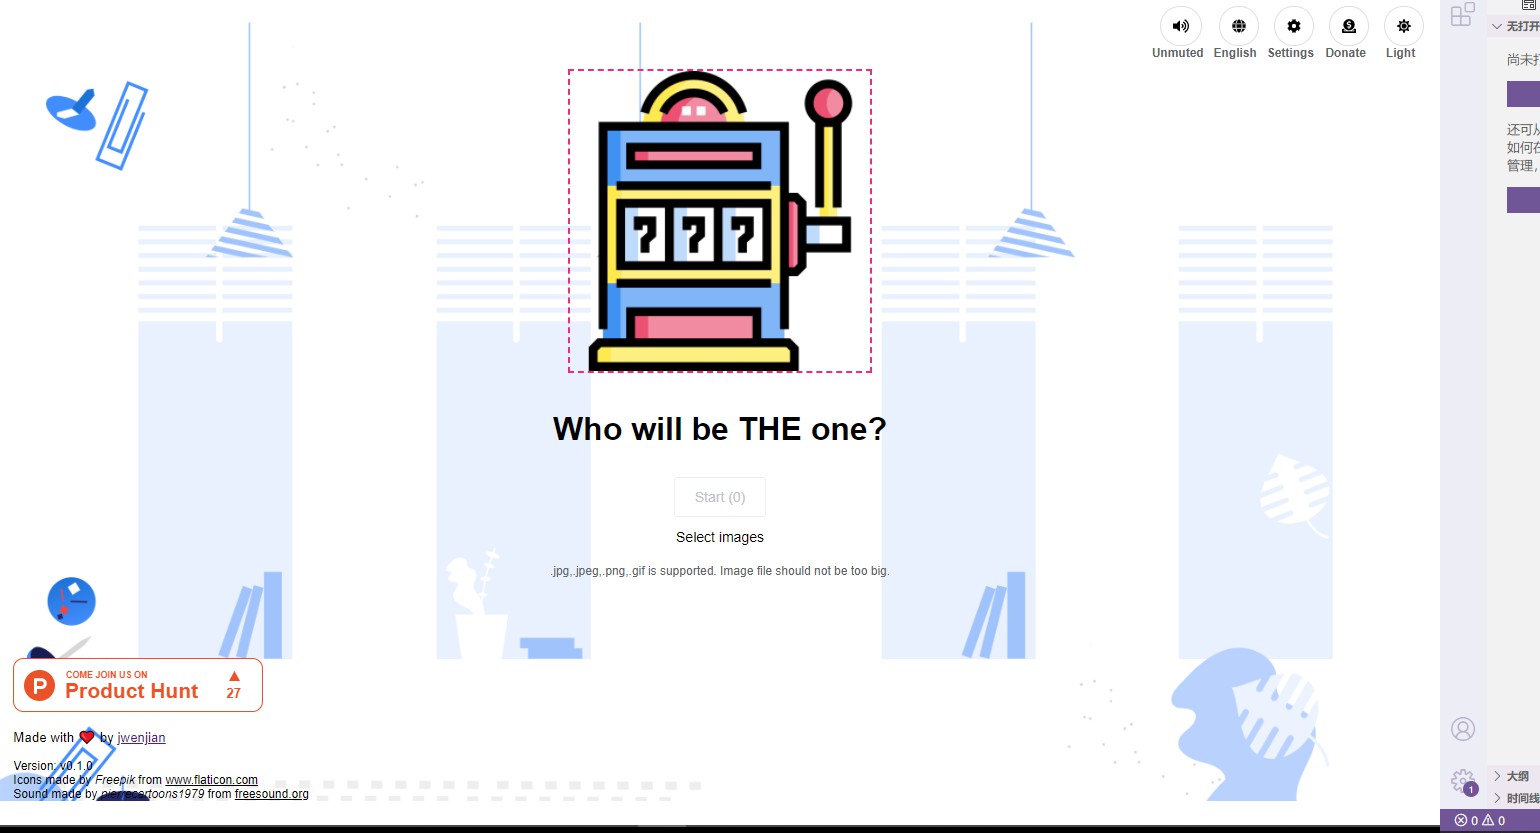 Unmuted
English
Settings
Donate
Light
? ? ?
Who will be THE one?
Start (0)
Select images
.jpg,.jpeg,.png,.gif is supported. Image file should not be too big.
P
COME JOIN US ON
Product Hunt
27
Made with ❤ by jwenjian
Version: v0.1.0
Icons made by Freepik from www.flaticon.com
Sound made by pierrecartoons1979 from freesound.org
无打开
尚未打
还可从
如何在
管理，
大纲
时间线
1
0 0